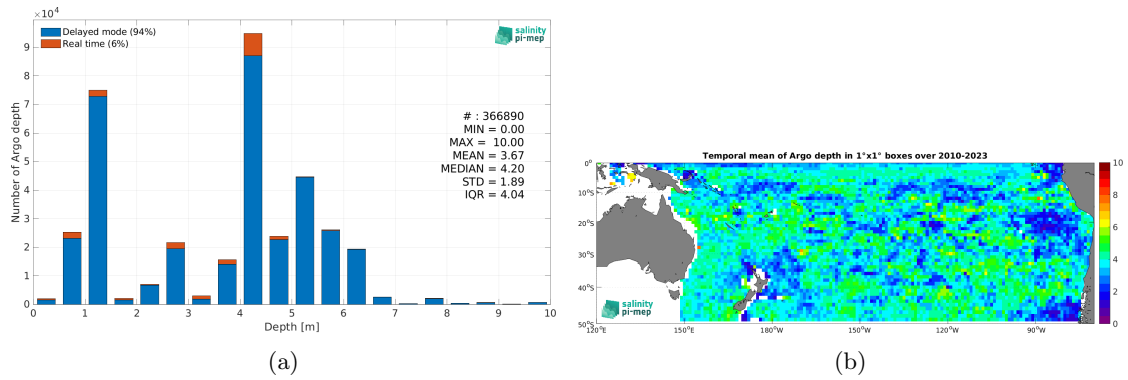 ×10⁴
Delayed mode (94%)
Real time (6%)
salinity
pi-mep
10
9
8
7
6
5
4
3
2
1
0
Number of Argo depth
# : 366890
MIN = 0.00
MAX = 10.00
MEAN = 3.67
MEDIAN = 4.20
STD = 1.89
IQR = 4.04
0 1 2 3 4 5 6 7 8 9 10
Depth [m]
(a)
Temporal mean of Argo depth in 1°x1° boxes over 2010-2023
0°
10°S
20°S
30°S
40°S
50°S
120°E 150°E 180°W 150°W 120°W 90°W
salinity
pi-mep
10
8
6
4
2
0
(b)